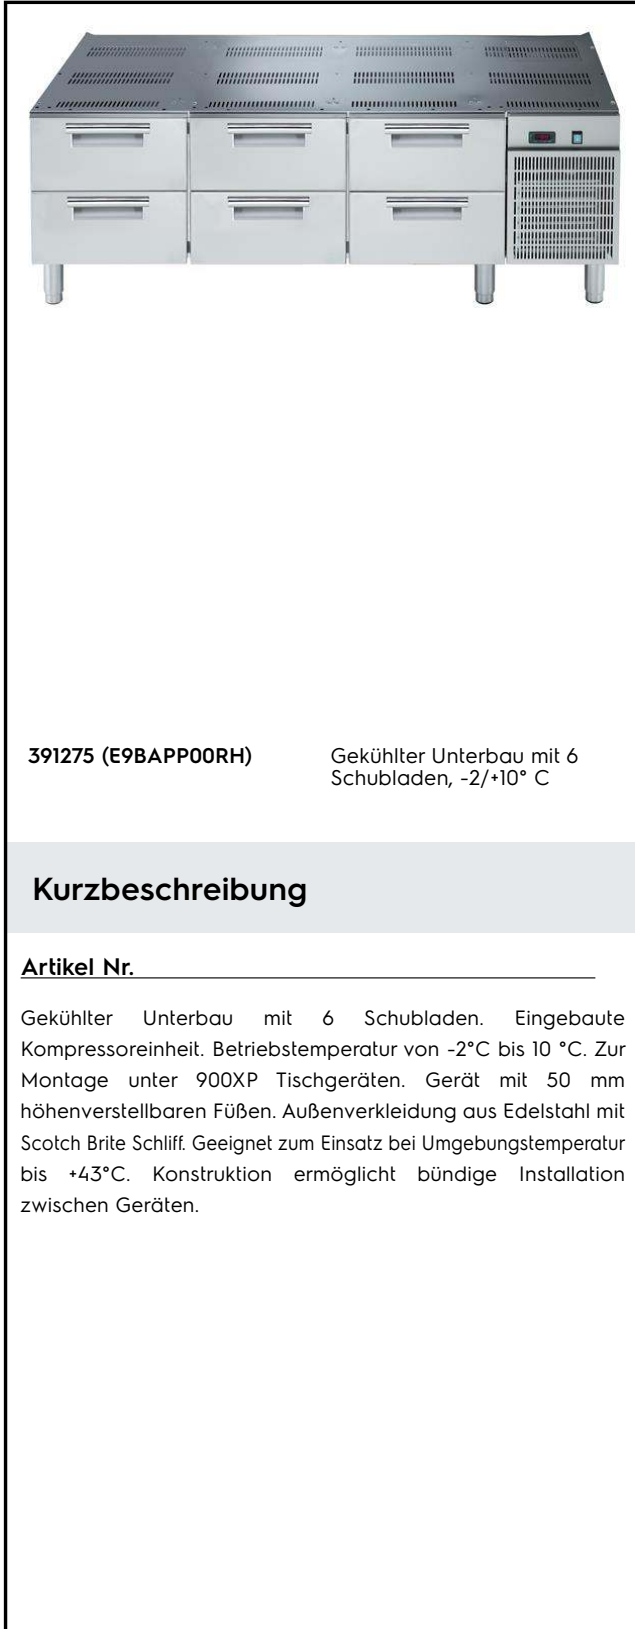 391275 (E9BAPP00RH)
Gekühlter Unterbau mit 6
Schubladen, -2/+10° C
Kurzbeschreibung
Artikel Nr.
Gekühlter Unterbau mit 6 Schubladen. Eingebaute
Kompressoreinheit. Betriebstemperatur von -2°C bis 10 °C. Zur
Montage unter 900XP Tischgeräten. Gerät mit 50 mm
höhenverstellbaren Füßen. Außenverkleidung aus Edelstahl mit
Scotch Brite Schliff. Geeignet zum Einsatz bei Umgebungstemperatur
bis +43°C. Konstruktion ermöglicht bündige Installation
zwischen Geräten.